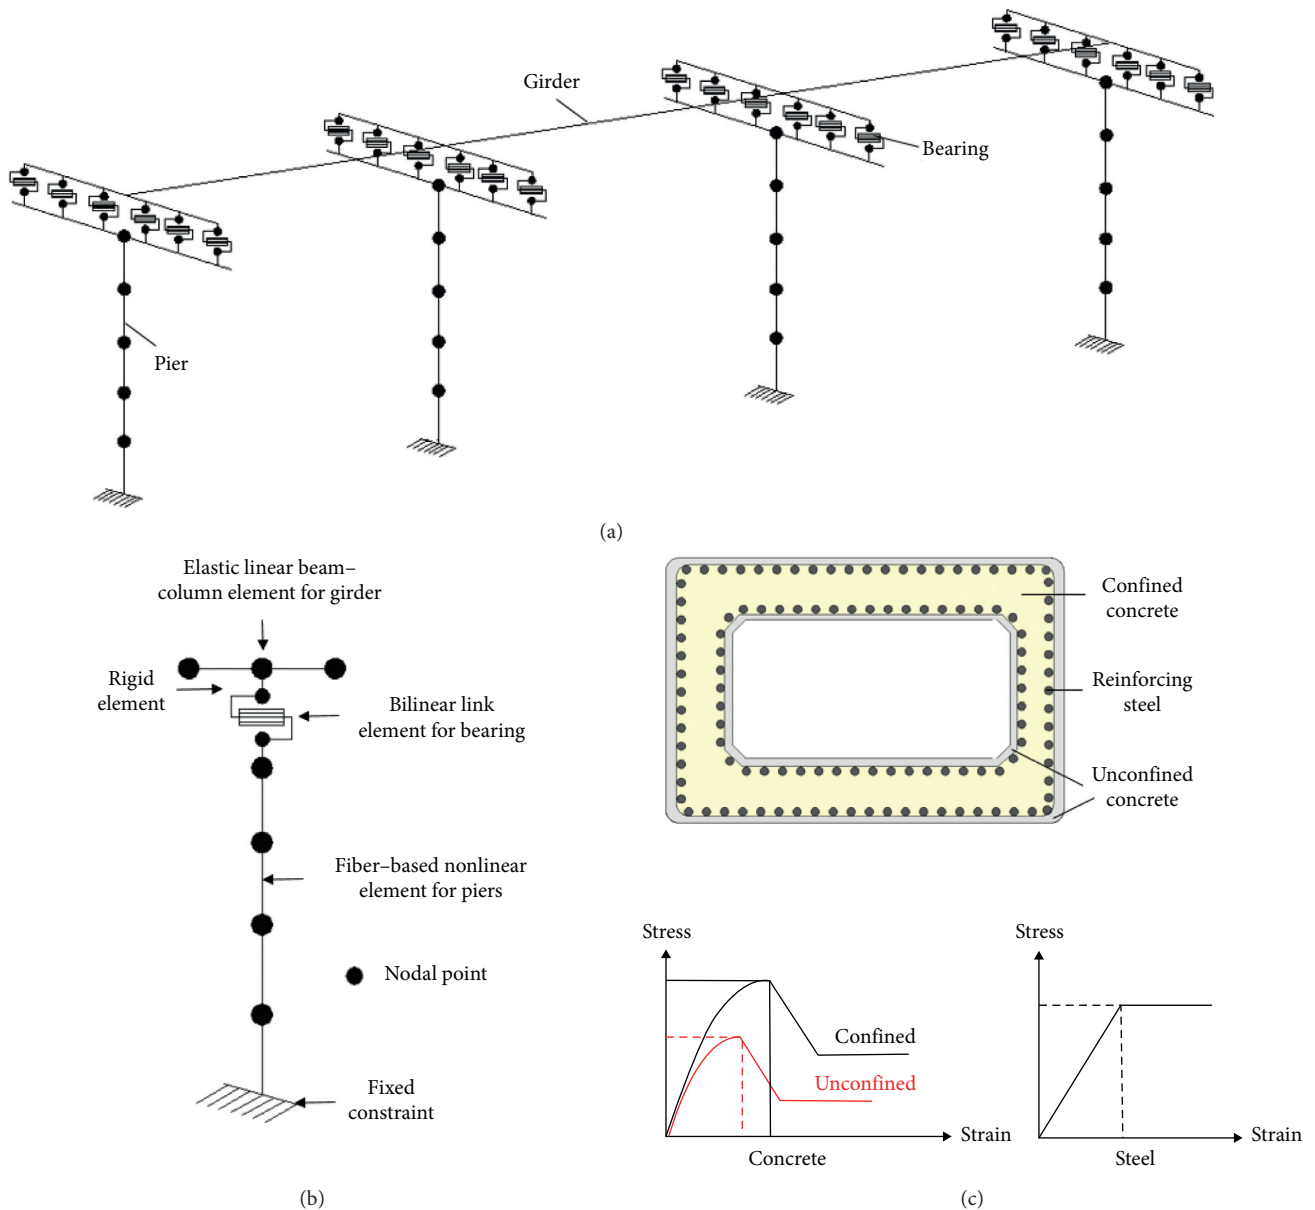 Girder
Bearing
Pier
(a)
Elastic linear beam–
column element for girder
Rigid
element
Bilinear link
element for bearing
Fiber–based nonlinear
element for piers
Nodal point
Fixed
constraint
(b)
Confined
concrete
Reinforcing
steel
Unconfined
concrete
Stress
Confined
Unconfined
Strain
Concrete
Stress
Strain
Steel
(c)